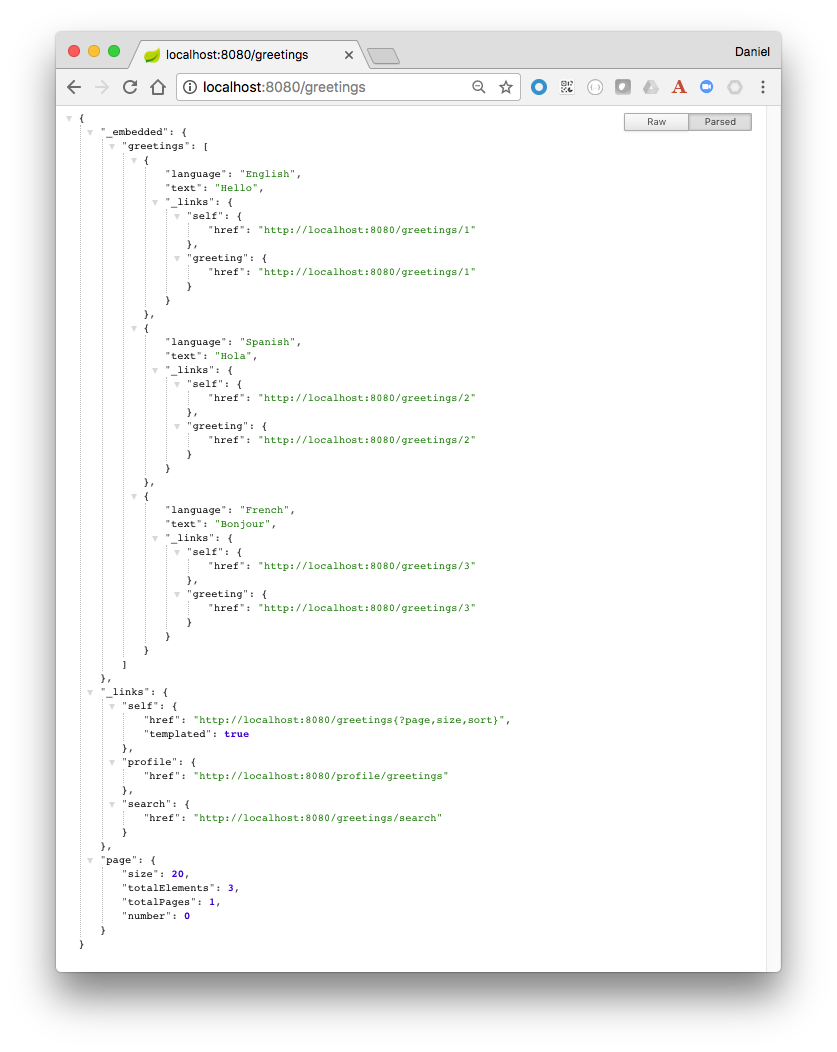 localhost:8080/greetings
Daniel
localhost:8080/greetings
Raw Parsed
{
"_embedded": {
"greetings": [
{
"language": "English",
"text": "Hello",
"_links": {
"self": {
"href": "http://localhost:8080/greetings/1"
},
"greeting": {
"href": "http://localhost:8080/greetings/1"
}
}
},
{
"language": "Spanish",
"text": "Hola",
"_links": {
"self": {
"href": "http://localhost:8080/greetings/2"
},
"greeting": {
"href": "http://localhost:8080/greetings/2"
}
}
},
{
"language": "French",
"text": "Bonjour",
"_links": {
"self": {
"href": "http://localhost:8080/greetings/3"
},
"greeting": {
"href": "http://localhost:8080/greetings/3"
}
}
}
]
},
"_links": {
"self": {
"href": "http://localhost:8080/greetings{?page,size,sort}",
"templated": true
},
"profile": {
"href": "http://localhost:8080/profile/greetings"
},
"search": {
"href": "http://localhost:8080/greetings/search"
}
},
"page": {
"size": 20,
"totalElements": 3,
"totalPages": 1,
"number": 0
}
}